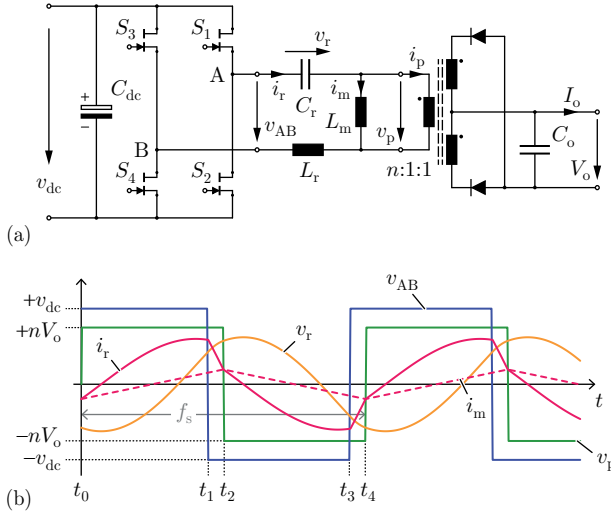 S3
S1
vr
A
ir
Cr
im
ip
+
−
Cdc
vAB
Lm
vp
Io
Co
B
S4
S2
Lr
n:1:1
vdc
Vo
(a)
+vdc
+nVo
ir
vr
vAB
t
fs
im
−nVo
−vdc
vp
(b)
t0
t1
t2
t3
t4